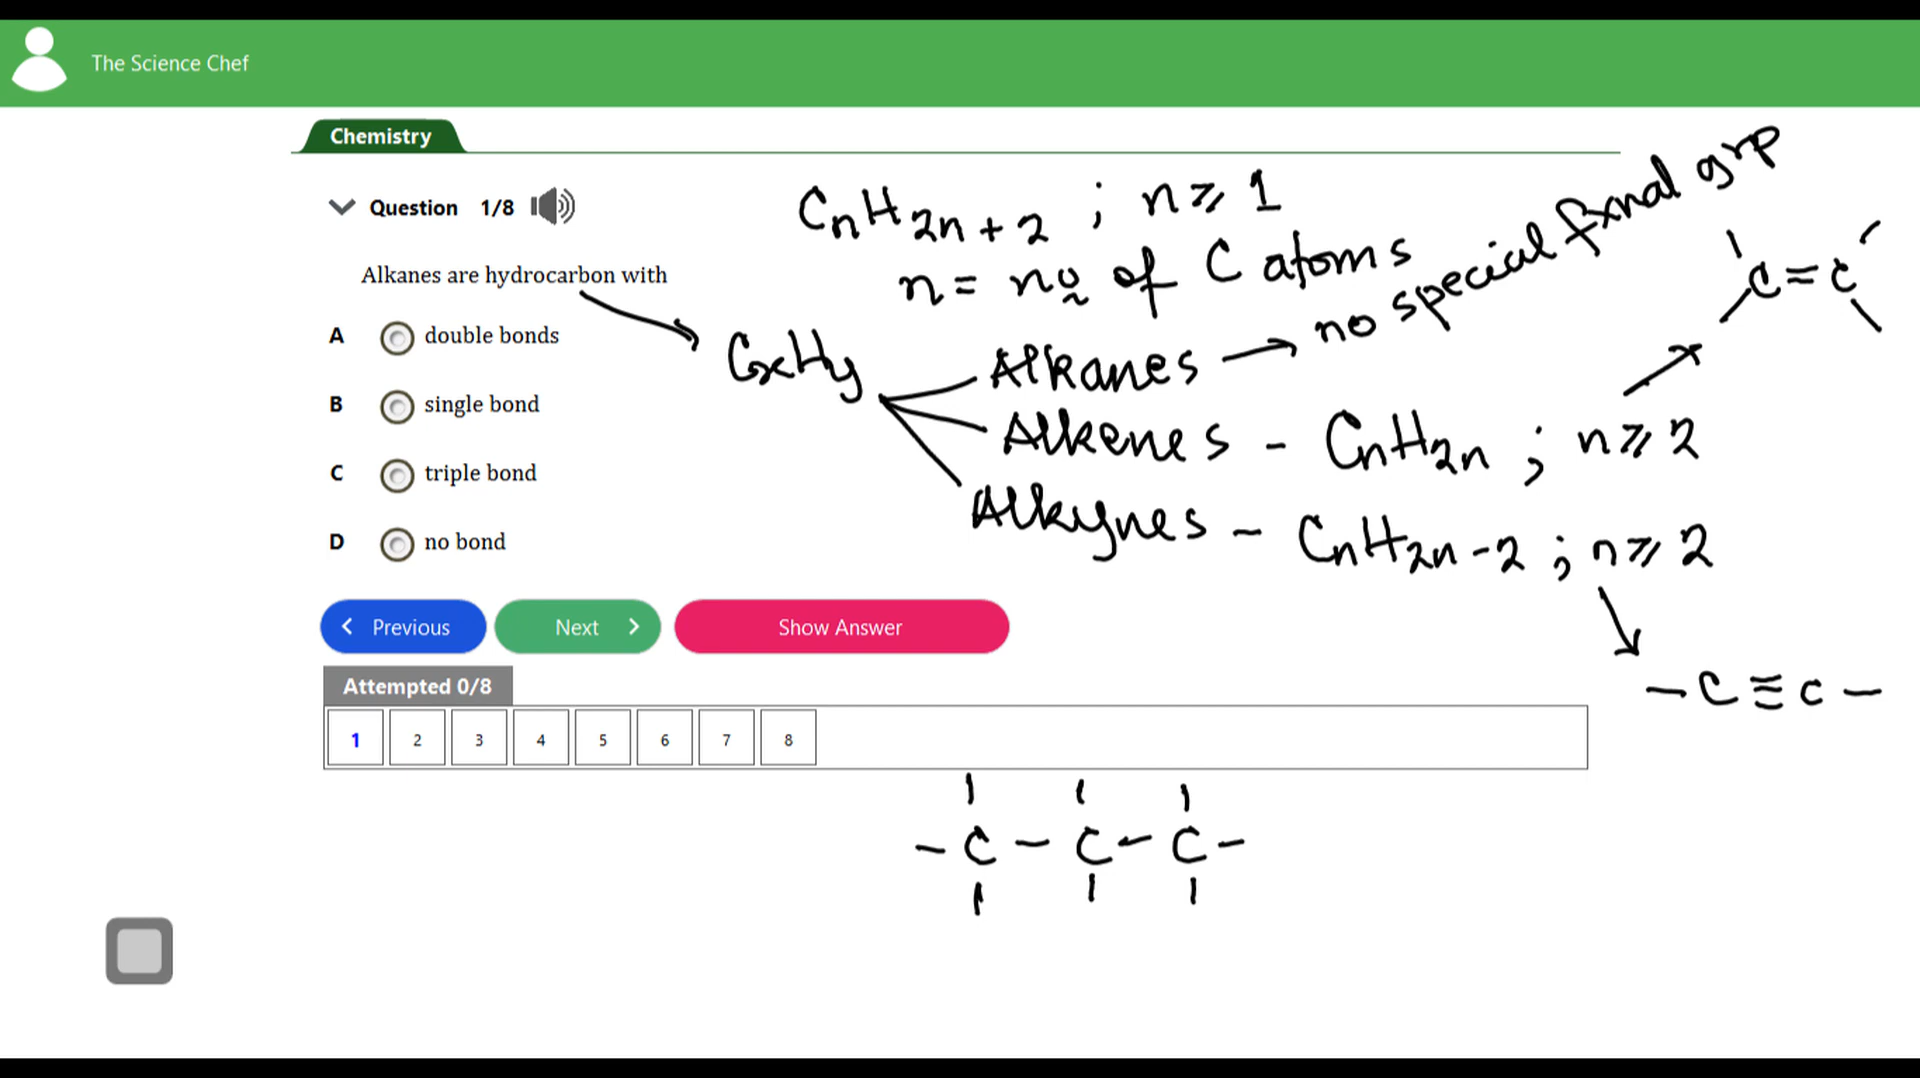 The Science Chef
Chemistry
Question 1/8
Alkanes are hydrocarbon with
A double bonds
B single bond
C triple bond
D no bond
Previous
Next
Show Answer
Attempted 0/8
1 2 3 4 5 6 7 8
CnH2n+2 ; n ⩾ 1
n = no of C atoms
CxHy
Alkanes → no special fxnal grp
Alkenes - CnH2n ; n ⩾ 2
C = C
Alkynes - CnH2n-2 ; n ⩾ 2
- C ≡ C -
- C - C - C -